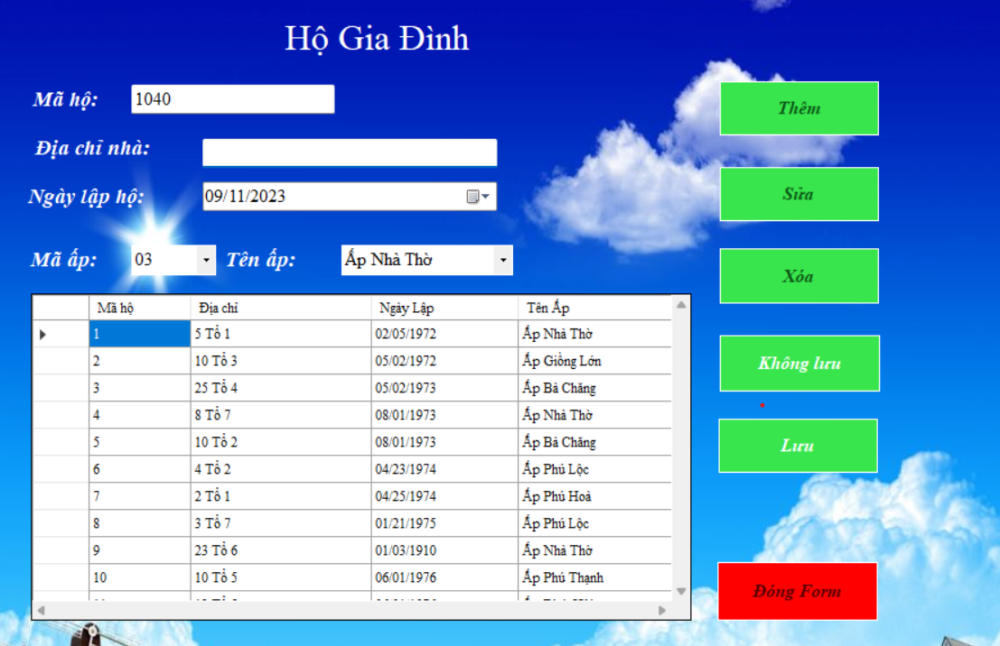 Hộ Gia Đình
Mã hộ: 1040
Địa chỉ nhà:
Ngày lập hộ: 09/11/2023
Mã ấp: 03 Tên ấp: Ấp Nhà Thờ
Mã hộ Địa chỉ Ngày Lập Tên Ấp
1 5 Tổ 1 02/05/1972 Ấp Nhà Thờ
2 10 Tổ 3 05/02/1972 Ấp Giồng Lớn
3 25 Tổ 4 05/02/1973 Ấp Bà Chăng
4 8 Tổ 7 08/01/1973 Ấp Nhà Thờ
5 10 Tổ 2 08/01/1973 Ấp Bà Chăng
6 4 Tổ 2 04/23/1974 Ấp Phú Lộc
7 2 Tổ 1 04/25/1974 Ấp Phú Hoà
8 3 Tổ 7 01/21/1975 Ấp Phú Lộc
9 23 Tổ 6 01/03/1910 Ấp Nhà Thờ
10 10 Tổ 5 06/01/1976 Ấp Phú Thạnh
Thêm
Sửa
Xóa
Không lưu
Lưu
Đóng Form